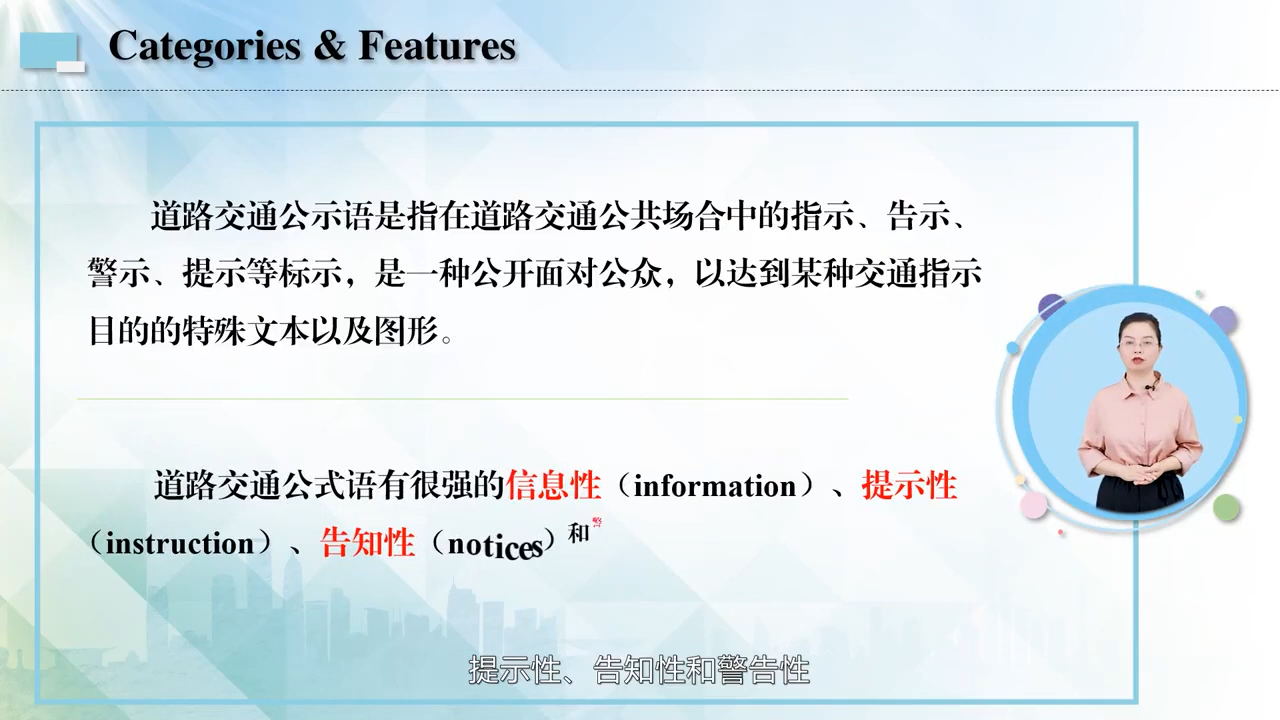 Categories & Features
道路交通公示语是指在道路交通公共场合中的指示、告示、
警示、提示等标示，是一种公开面对公众，以达到某种交通指示
目的的特殊文本以及图形。
道路交通公式语有很强的信息性（information）、提示性
（instruction）、告知性（notices）和警
提示性、告知性和警告性